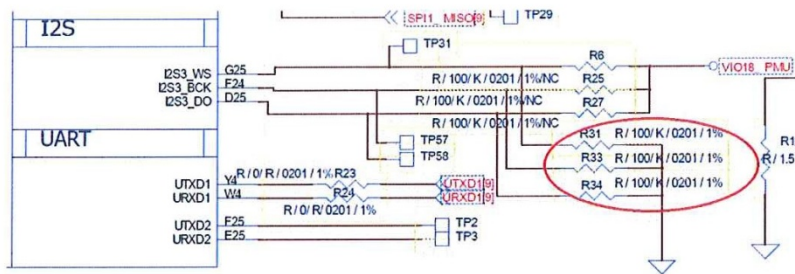 SPI1_MISO[9]
TP29
I2S
TP31
R6
I2S3_WS G25
I2S3_BCK F24
I2S3_DO D25
VIO18_PMU
R / 100/ K / 0201 / 1%/NC
R25
R / 100/ K / 0201 / 1%/NC
R27
R / 100/ K / 0201 / 1%/NC
UART
TP57
TP58
R31 R / 100/ K / 0201 / 1%
R33 R / 100/ K / 0201 / 1%
R34 R / 100/ K / 0201 / 1%
R1
R / 1.5
R / 0/ R / 0201 / 1% R23
UTXD1 Y4
UTXD1[9]
URXD1 W4
R24
URXD1[9]
R / 0/ R/ 0201 / 1%
UTXD2 F25
TP2
URXD2 E25
TP3